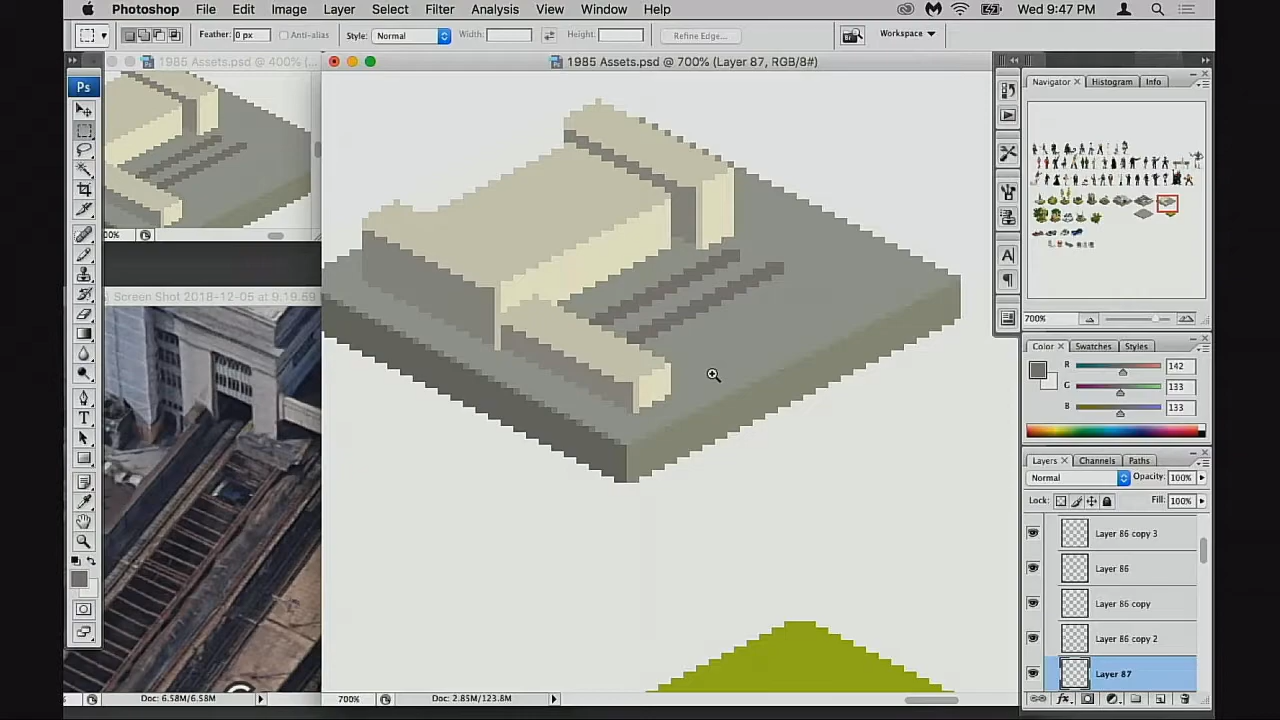 Photoshop File Edit Image Layer Select Filter Analysis View Window Help Wed 9:47 PM
Feather: 0 px Anti-alias Style: Normal Width: Height: Refine Edge... Workspace
1985 Assets.psd @ 400% (...
1985 Assets.psd @ 700% (Layer 87, RGB/8#)
Ps
Navigator Histogram Info
00%
Screen Shot 2018-12-05 at 9:19.59
700%
Color Swatches Styles
R 142
G 133
B 133
Layers Channels Paths
Normal Opacity: 100%
Lock: Fill: 100%
Layer 86 copy 3
Layer 86
Layer 86 copy
Layer 86 copy 2
Layer 87
Doc: 6.58M/6.58M
700% Doc: 2.85M/123.8M